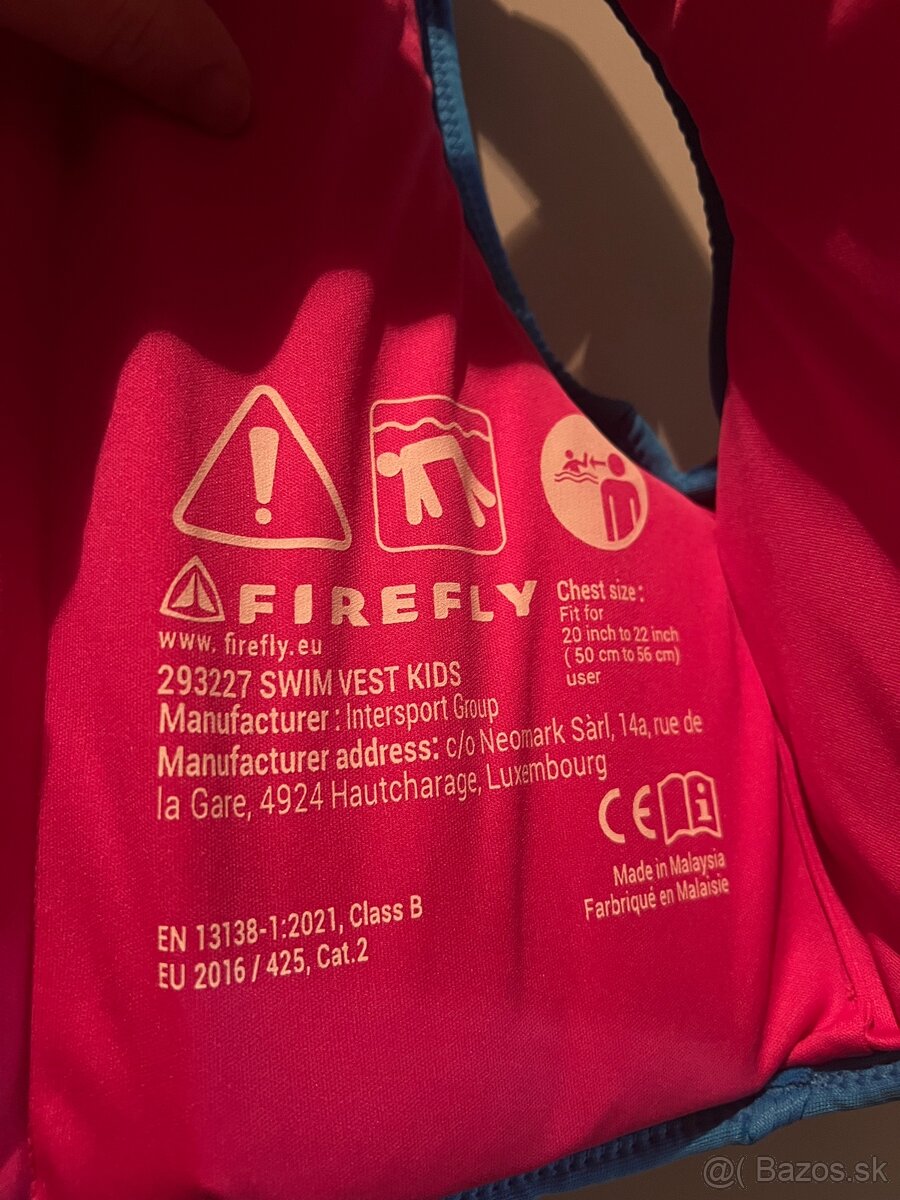 FIREFLY
www. firefly.eu
293227 SWIM VEST KIDS
Manufacturer : Intersport Group
Manufacturer address: c/o Neomark Sàrl, 14a, rue de
la Gare, 4924 Hautcharage, Luxembourg
Chest size :
Fit for
20 inch to 22 inch
( 50 cm to 56 cm)
user
CE i
Made in Malaysia
Farbriqué en Malaisie
EN 13138-1:2021, Class B
EU 2016 / 425, Cat.2
@( Bazos.sk